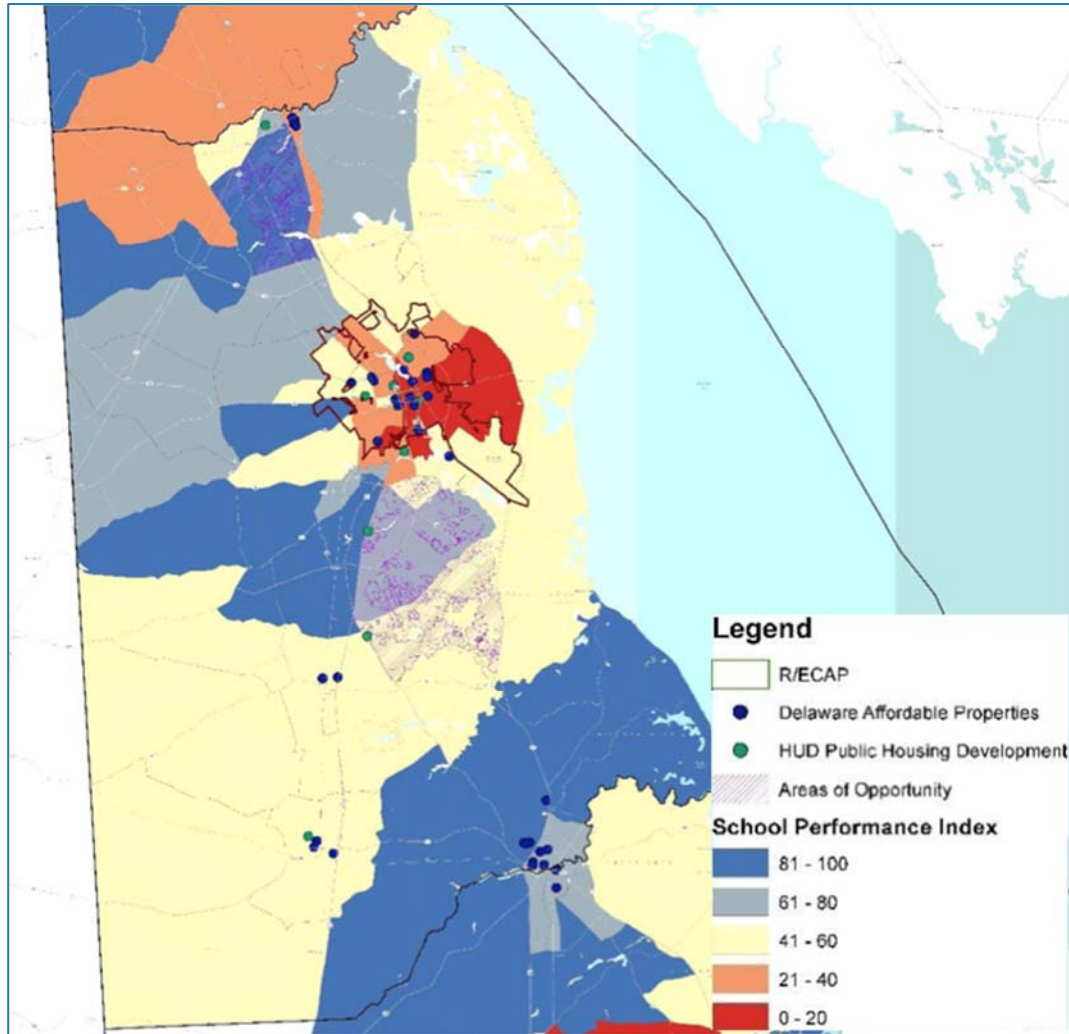 Legend
R/ECAP
Delaware Affordable Properties
HUD Public Housing Development
Areas of Opportunity
School Performance Index
81 - 100
61 - 80
41 - 60
21 - 40
0 - 20